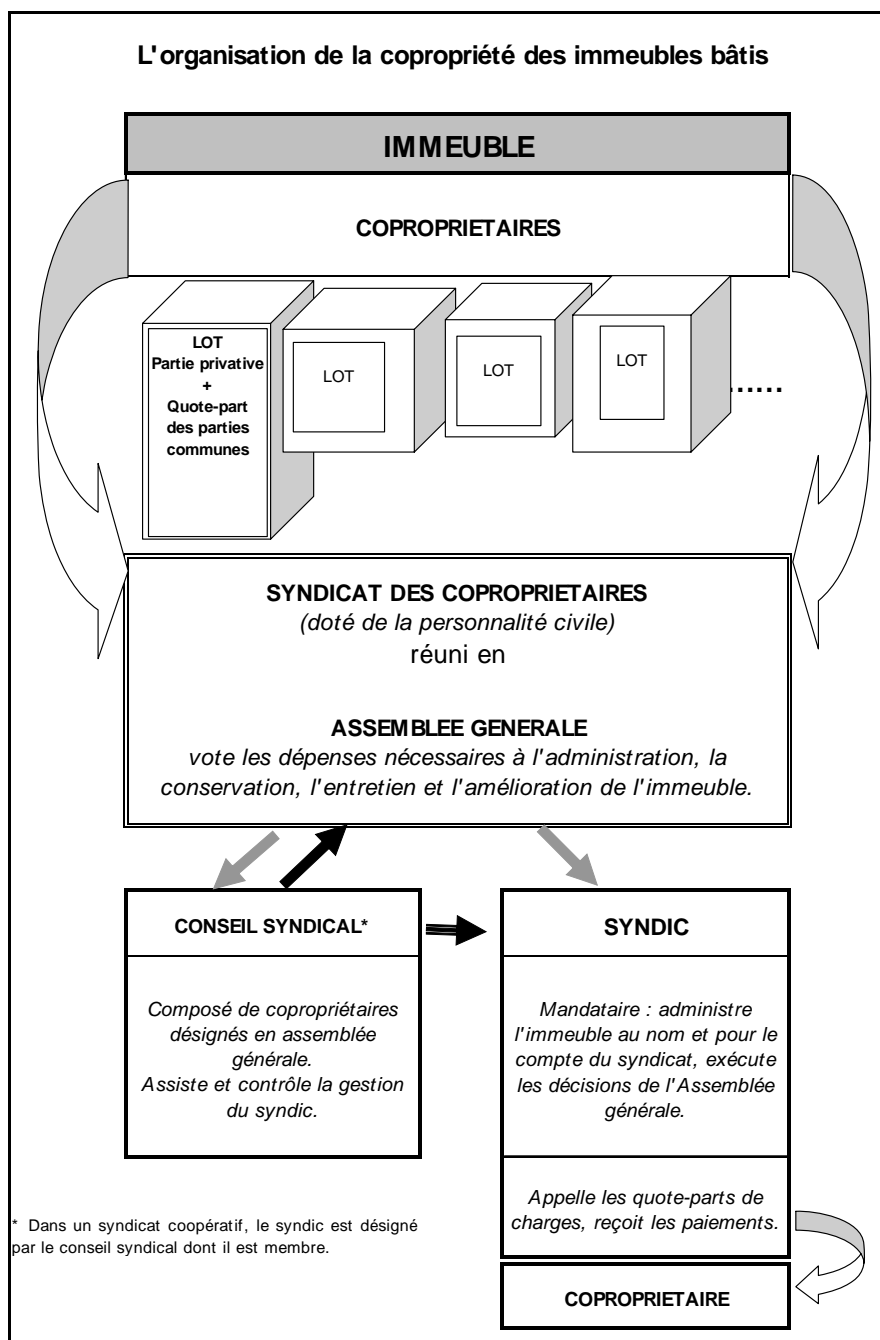 L'organisation de la copropriété des immeubles bâtis
IMMEUBLE
COPROPRIETAIRES
LOT
Partie privative
+
Quote-part
des parties
communes
LOT
LOT
LOT
.......
SYNDICAT DES COPROPRIETAIRES
(doté de la personnalité civile)
réuni en
ASSEMBLEE GENERALE
vote les dépenses nécessaires à l'administration, la
conservation, l'entretien et l'amélioration de l'immeuble.
CONSEIL SYNDICAL*
Composé de copropriétaires
désignés en assemblée
générale.
Assiste et contrôle la gestion
du syndic.
SYNDIC
Mandataire : administre
l'immeuble au nom et pour le
compte du syndicat, exécute
les décisions de l'Assemblée
générale.
Appelle les quote-parts de
charges, reçoit les paiements.
* Dans un syndicat coopératif, le syndic est désigné
par le conseil syndical dont il est membre.
COPROPRIETAIRE